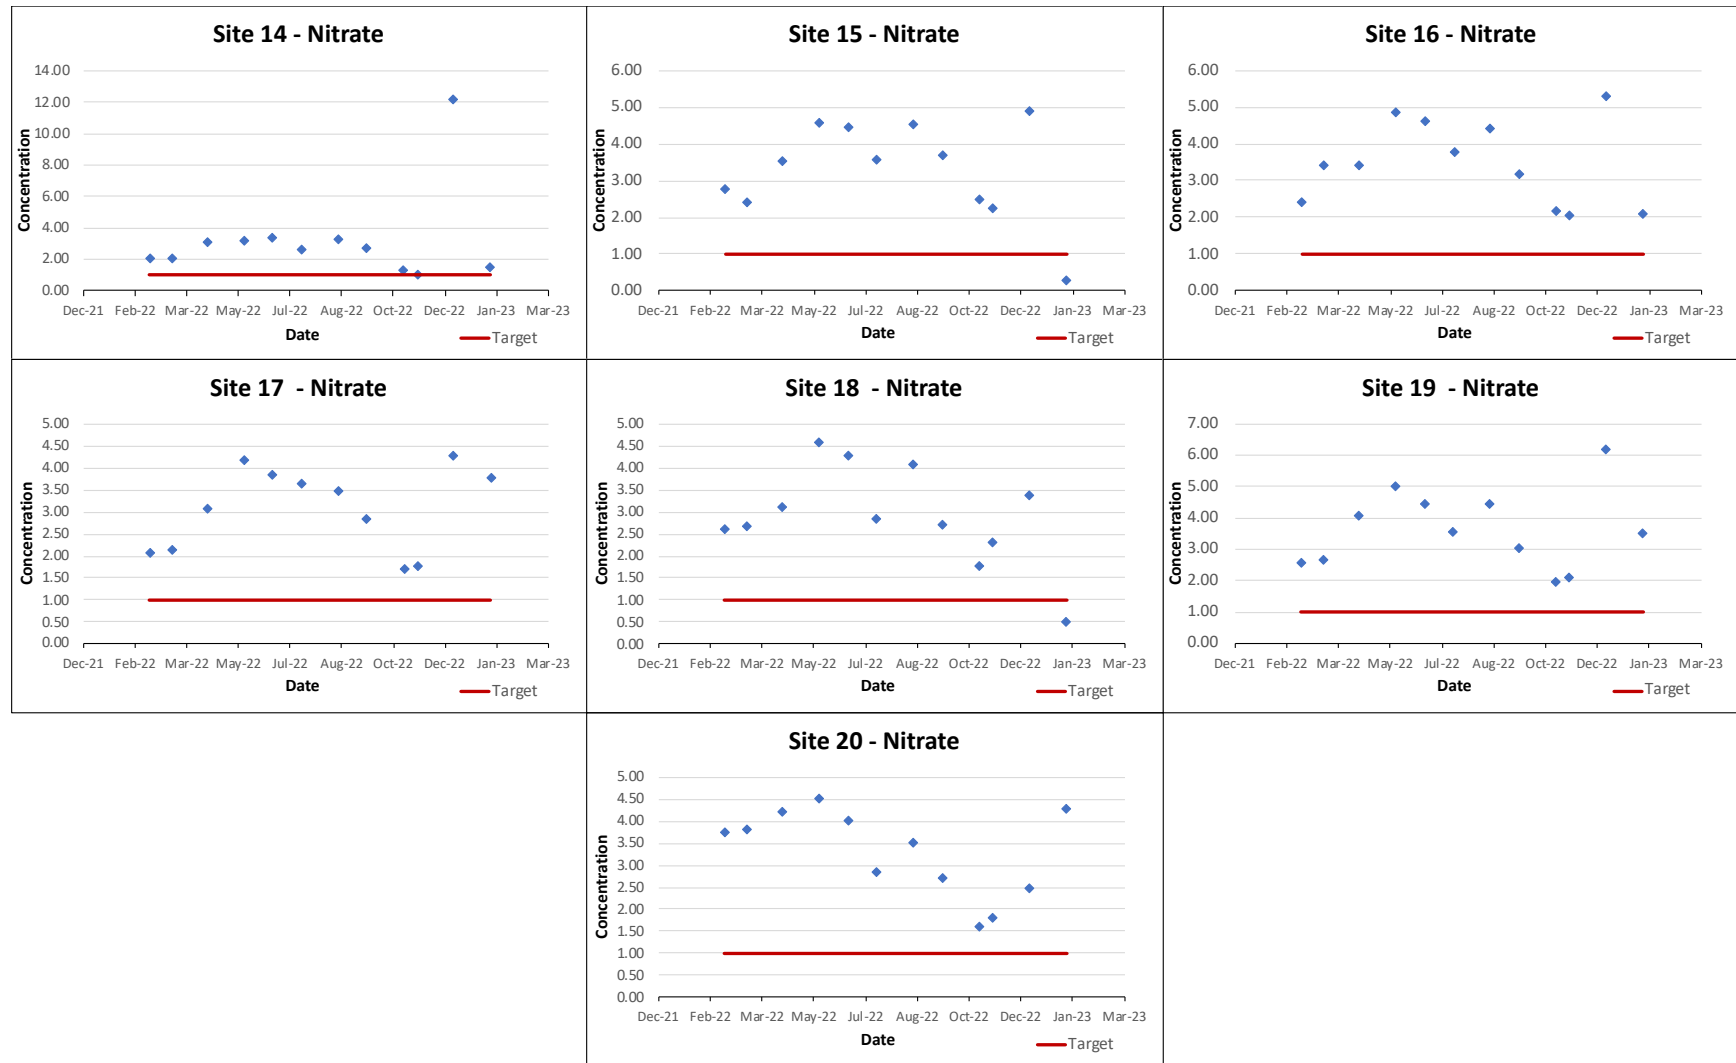 Site 14 - Nitrate
14.00
12.00
10.00
8.00
6.00
4.00
2.00
0.00
Concentration
Dec-21 Feb-22 Mar-22 May-22 Jul-22 Aug-22 Oct-22 Dec-22 Jan-23 Mar-23
Date
Target
Site 15 - Nitrate
6.00
5.00
4.00
3.00
2.00
1.00
0.00
Concentration
Dec-21 Feb-22 Mar-22 May-22 Jul-22 Aug-22 Oct-22 Dec-22 Jan-23 Mar-23
Date
Target
Site 16 - Nitrate
6.00
5.00
4.00
3.00
2.00
1.00
0.00
Concentration
Dec-21 Feb-22 Mar-22 May-22 Jul-22 Aug-22 Oct-22 Dec-22 Jan-23 Mar-23
Date
Target
Site 17 - Nitrate
5.00
4.50
4.00
3.50
3.00
2.50
2.00
1.50
1.00
0.50
0.00
Concentration
Dec-21 Feb-22 Mar-22 May-22 Jul-22 Aug-22 Oct-22 Dec-22 Jan-23 Mar-23
Date
Target
Site 18 - Nitrate
5.00
4.50
4.00
3.50
3.00
2.50
2.00
1.50
1.00
0.50
0.00
Concentration
Dec-21 Feb-22 Mar-22 May-22 Jul-22 Aug-22 Oct-22 Dec-22 Jan-23 Mar-23
Date
Target
Site 19 - Nitrate
7.00
6.00
5.00
4.00
3.00
2.00
1.00
0.00
Concentration
Dec-21 Feb-22 Mar-22 May-22 Jul-22 Aug-22 Oct-22 Dec-22 Jan-23 Mar-23
Date
Target
Site 20 - Nitrate
5.00
4.50
4.00
3.50
3.00
2.50
2.00
1.50
1.00
0.50
0.00
Concentration
Dec-21 Feb-22 Mar-22 May-22 Jul-22 Aug-22 Oct-22 Dec-22 Jan-23 Mar-23
Date
Target